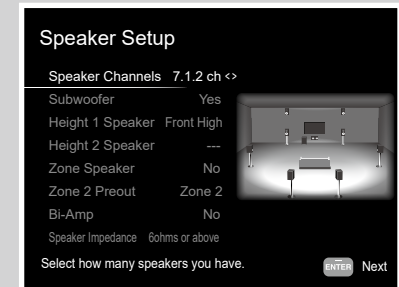 Speaker Setup
Speaker Channels 7.1.2 ch <>
Subwoofer Yes
Height 1 Speaker Front High
Height 2 Speaker ---
Zone Speaker No
Zone 2 Preout Zone 2
Bi-Amp No
Speaker Impedance 6ohms or above
Select how many speakers you have.
ENTER Next